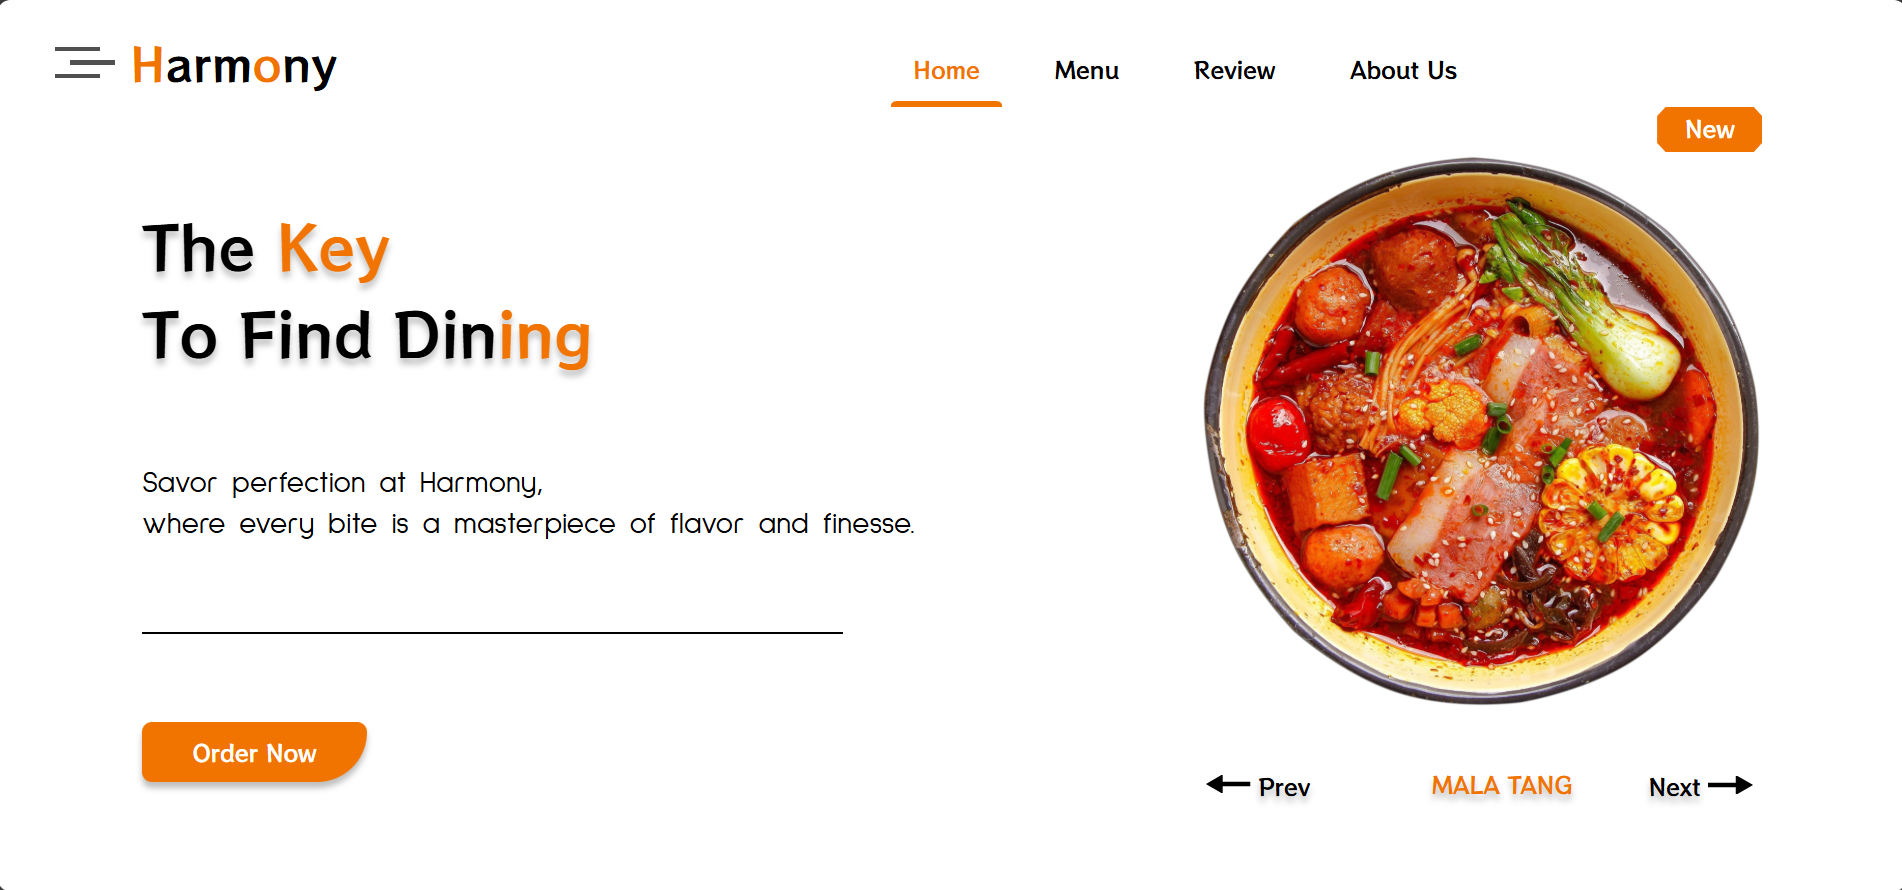 Harmony
Home
Menu
Review
About Us
New
The Key
To Find Dining
Savor perfection at Harmony,
where every bite is a masterpiece of flavor and finesse.
Order Now
Prev
MALA TANG
Next